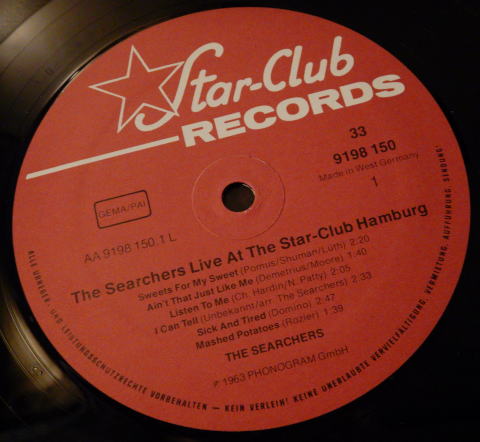 Star-Club
RECORDS
33
9198 150
Made in West Germany
1
GEMA/PAI
AA 9198 150.1 L
The Searchers Live At The Star-Club Hamburg
Sweets For My Sweet (Pomus/Shuman/Lüth) 2:20
Ain't That Just Like Me (Demetrius/Moore) 1:40
Listen To Me (Ch. Hardin/N. Patty) 2:05
I Can Tell (Unbekannt/arr. The Searchers) 2:33
Sick And Tired (Domino) 2:47
Mashed Potatoes (Rozier) 1:39
THE SEARCHERS
℗ 1963 PHONOGRAM GmbH
ALLE URHEBER- UND LEISTUNGSSCHUTZRECHTE VORBEHALTEN – KEIN VERLEIH! KEINE UNERLAUBTE VERVIELFÄLTIGUNG, VERMIETUNG, AUFFÜHRUNG, SENDUNG!